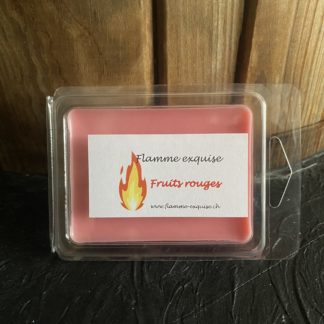 Flamme exquise
Fruits rouges
www.flamme-exquise.ch